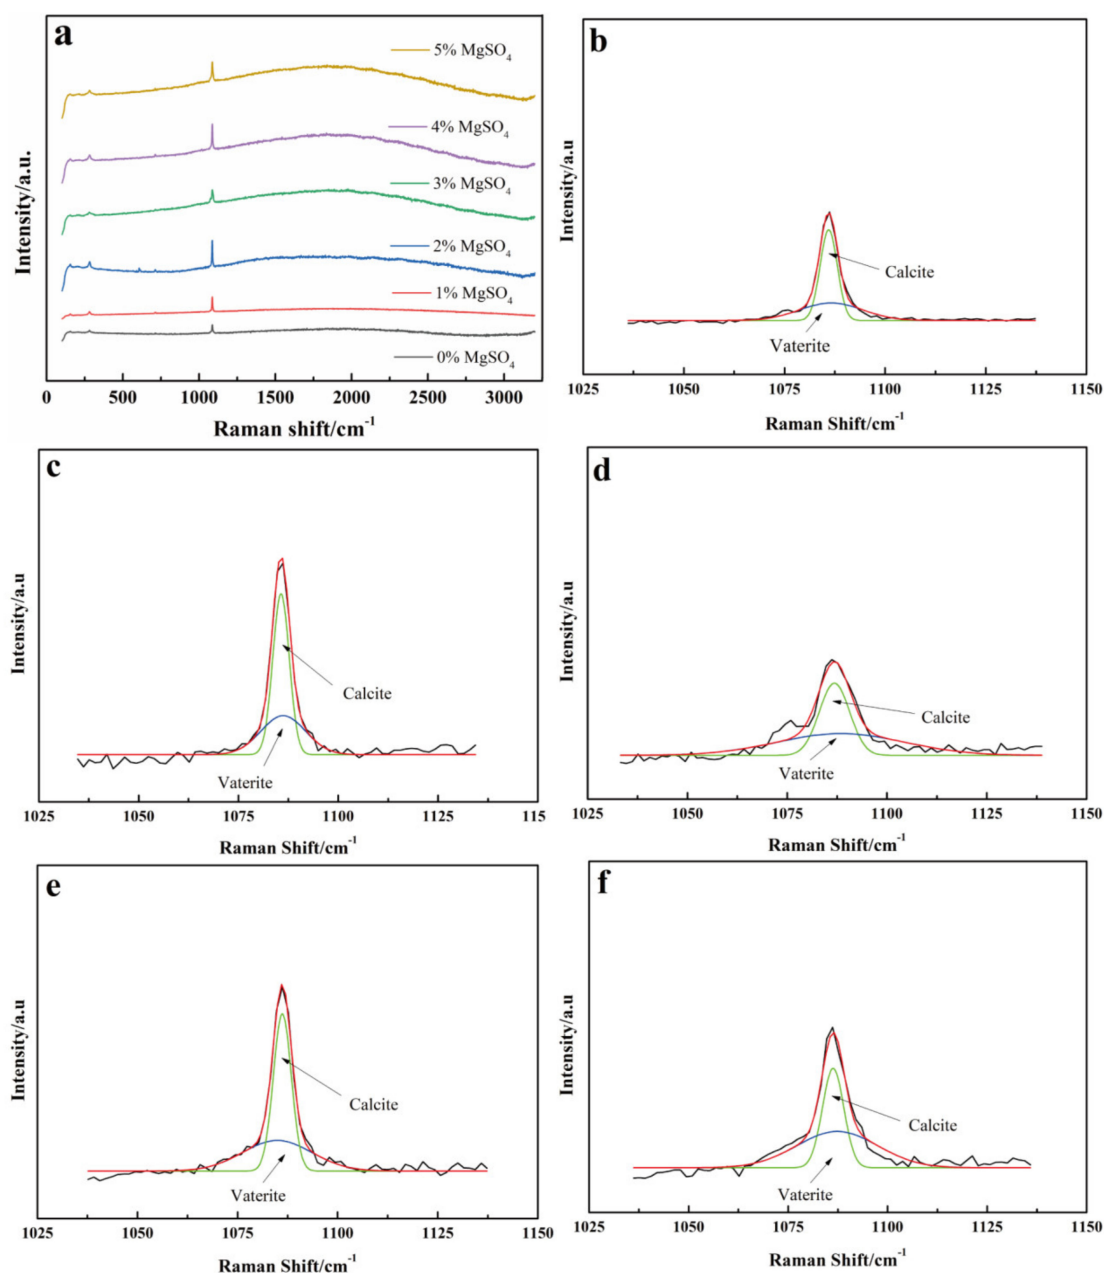 a
5% MgSO4
4% MgSO4
3% MgSO4
2% MgSO4
1% MgSO4
0% MgSO4
Intensity/a.u.
0 500 1000 1500 2000 2500 3000
Raman shift/cm-1
b
Calcite
Vaterite
Intensity/a.u
1025 1050 1075 1100 1125 1150
Raman Shift/cm-1
c
Calcite
Vaterite
Intensity/a.u
1025 1050 1075 1100 1125 115
Raman Shift/cm-1
d
Calcite
Vaterite
Intensity/a.u
1025 1050 1075 1100 1125 1150
Raman Shift/cm-1
e
Calcite
Vaterite
Intensity/a.u
1025 1050 1075 1100 1125 1150
Raman Shift/cm-1
f
Calcite
Vaterite
Intensity/a.u
1025 1050 1075 1100 1125 1150
Raman Shift/cm-1